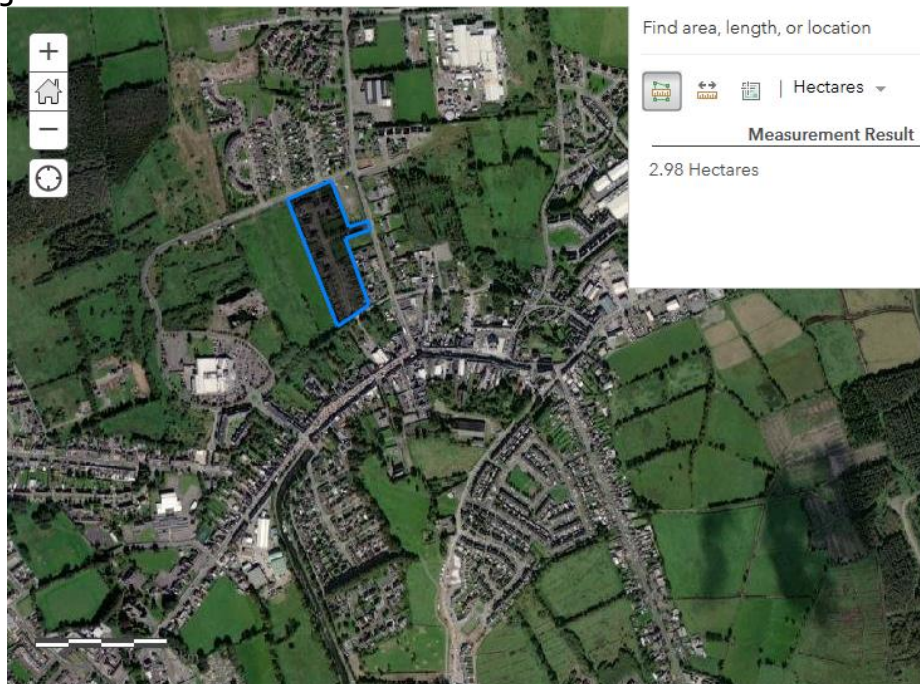 Find area, length, or location
| Hectares
Measurement Result
2.98 Hectares